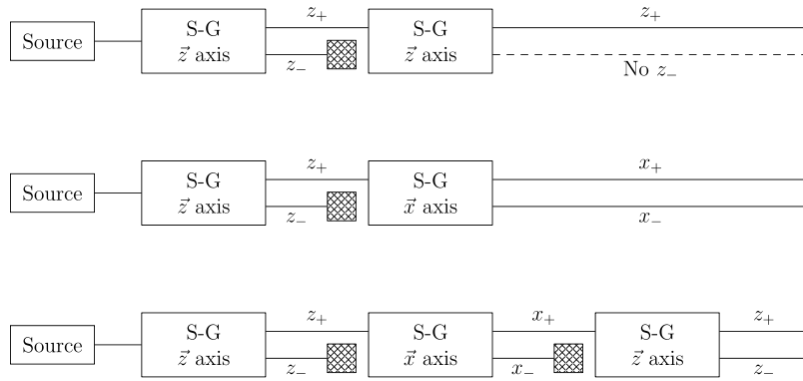 z₊ z₊
Source S-G S-G
z⃗ axis z⃗ axis
z₋ No z₋
z₊ x₊
Source S-G S-G
z⃗ axis x⃗ axis
z₋ x₋
z₊ x₊ z₊
Source S-G S-G S-G
z⃗ axis x⃗ axis z⃗ axis
z₋ x₋ z₋